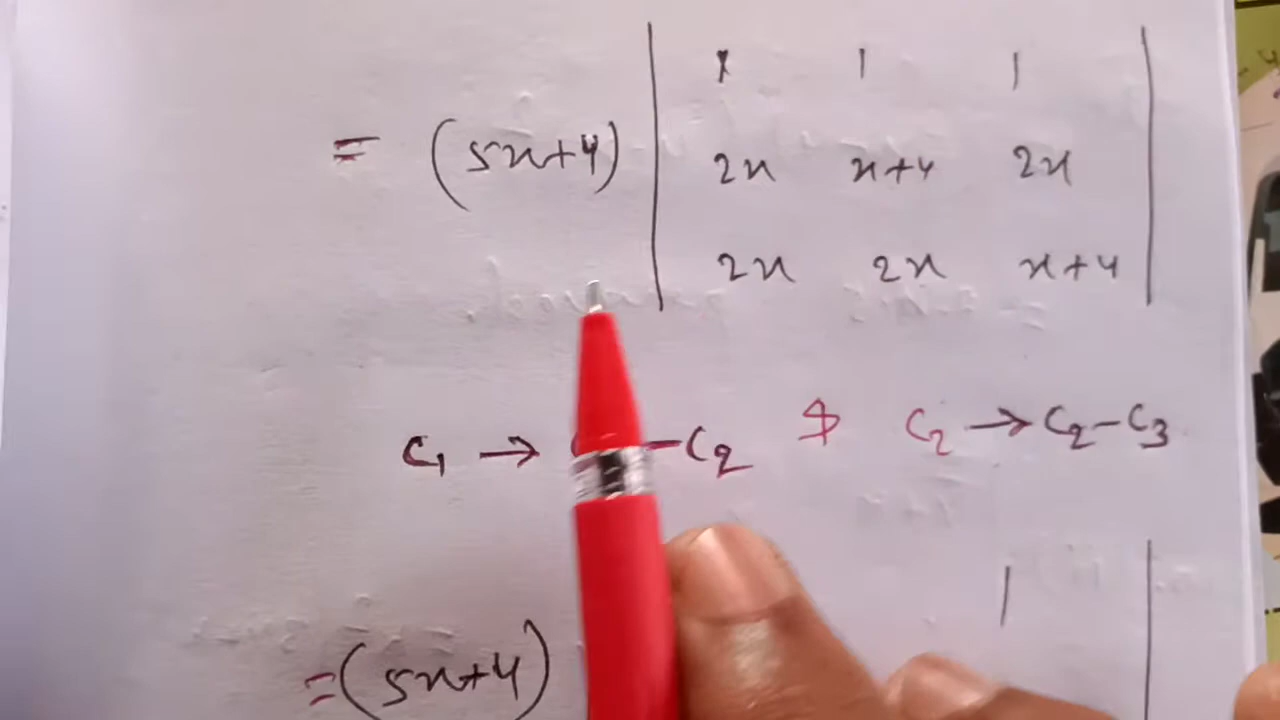 1 1 1
= (5x+4) 2x x+4 2x
2x 2x x+4
C1 → -C2 $ C2 → C2-C3
1
=(5x+4)